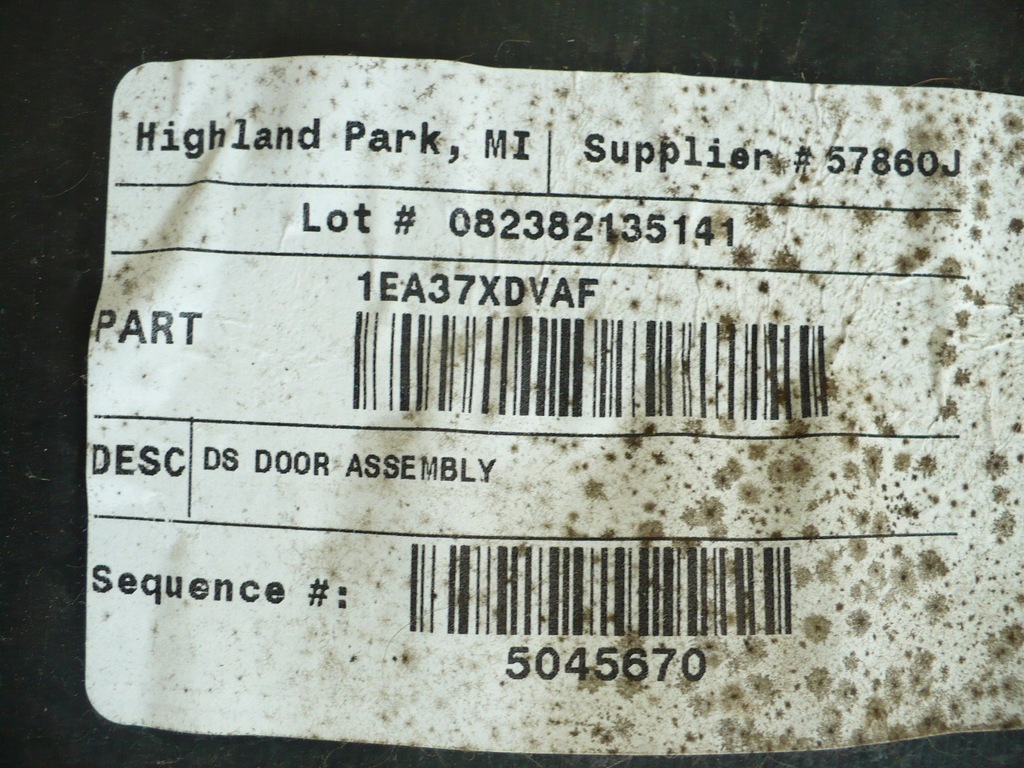 Highland Park, MI Supplier # 57860J
Lot # 082382135141
1EA37XDVAF
PART
DESC DS DOOR ASSEMBLY
Sequence #:
5045670